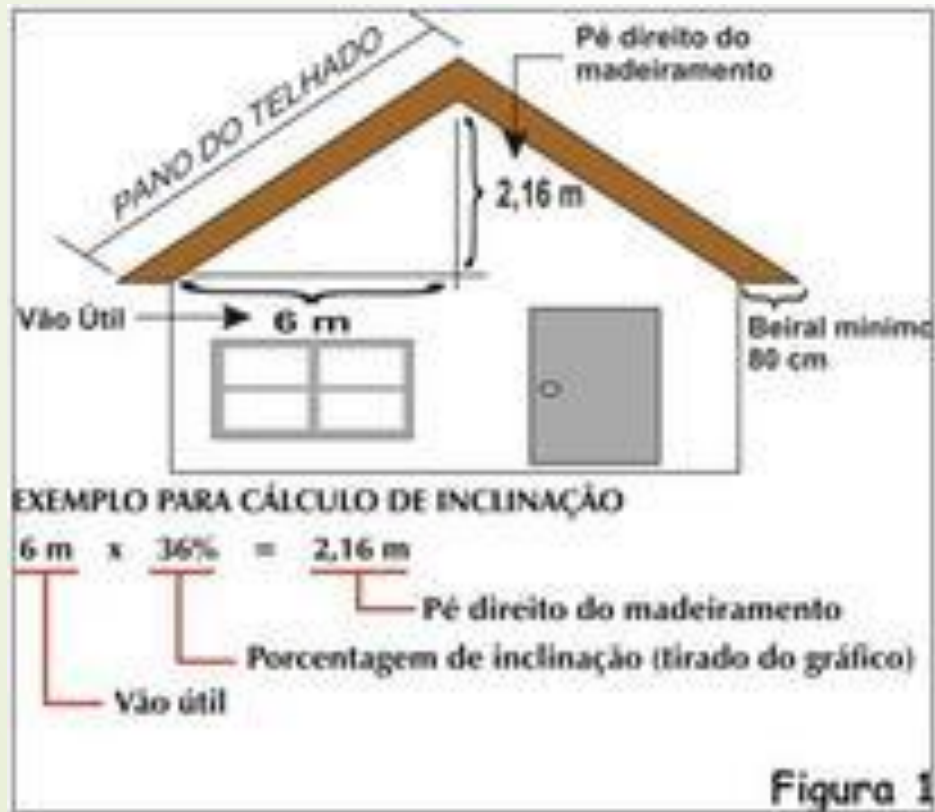 PANO DO TELHADO
Pé direito do
madeiramento
2,16 m
Vão Útil
6 m
Beiral mínimo
80 cm
EXEMPLO PARA CÁLCULO DE INCLINAÇÃO
6 m x 36% = 2,16 m
Pé direito do madeiramento
Porcentagem de inclinação (tirado do gráfico)
Vão útil
Figura 1